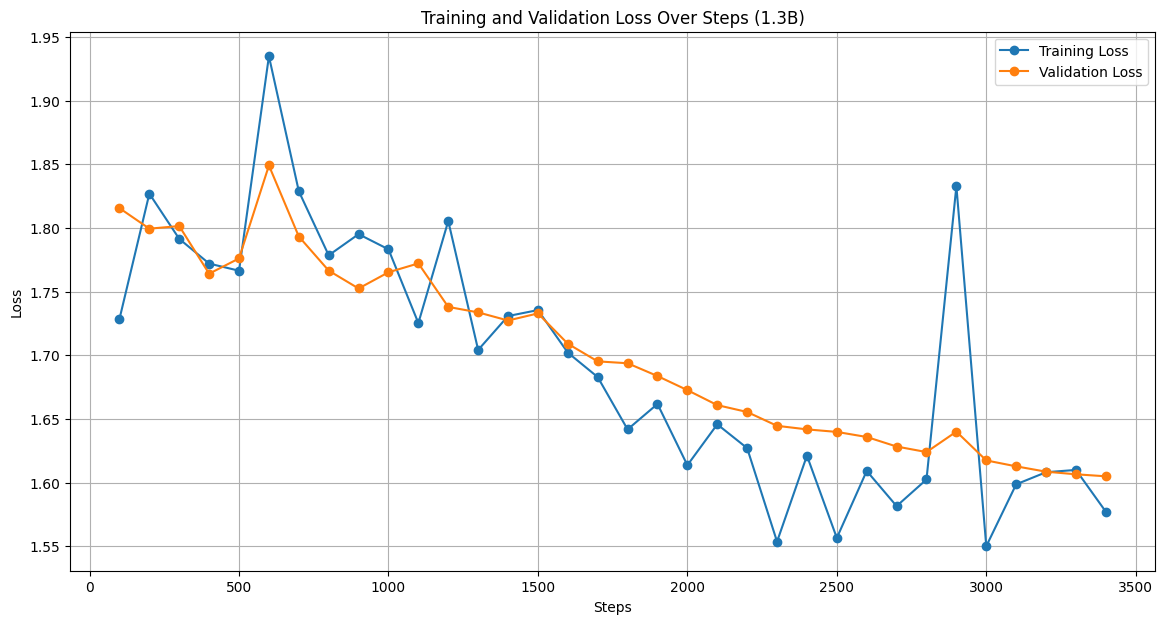 Training and Validation Loss Over Steps (1.3B)
Training Loss
Validation Loss
Loss
1.95
1.90
1.85
1.80
1.75
1.70
1.65
1.60
1.55
0 500 1000 1500 2000 2500 3000 3500
Steps